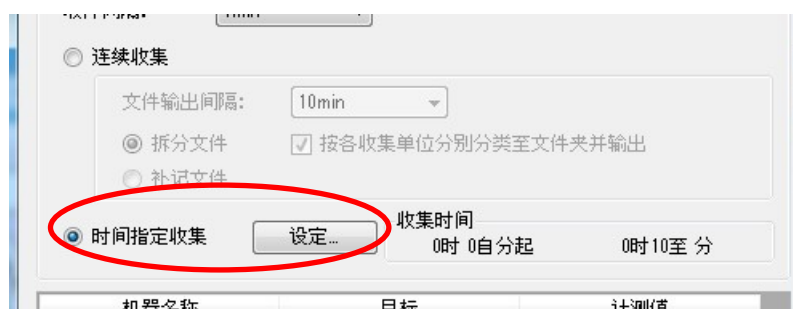 连续收集
文件输出间隔: 10min
拆分文件 按各收集单位分别分类至文件夹并输出
补记文件
时间指定收集 设定... 收集时间
0时 0自分起 0时10至 分
机器名称 目标 计测值